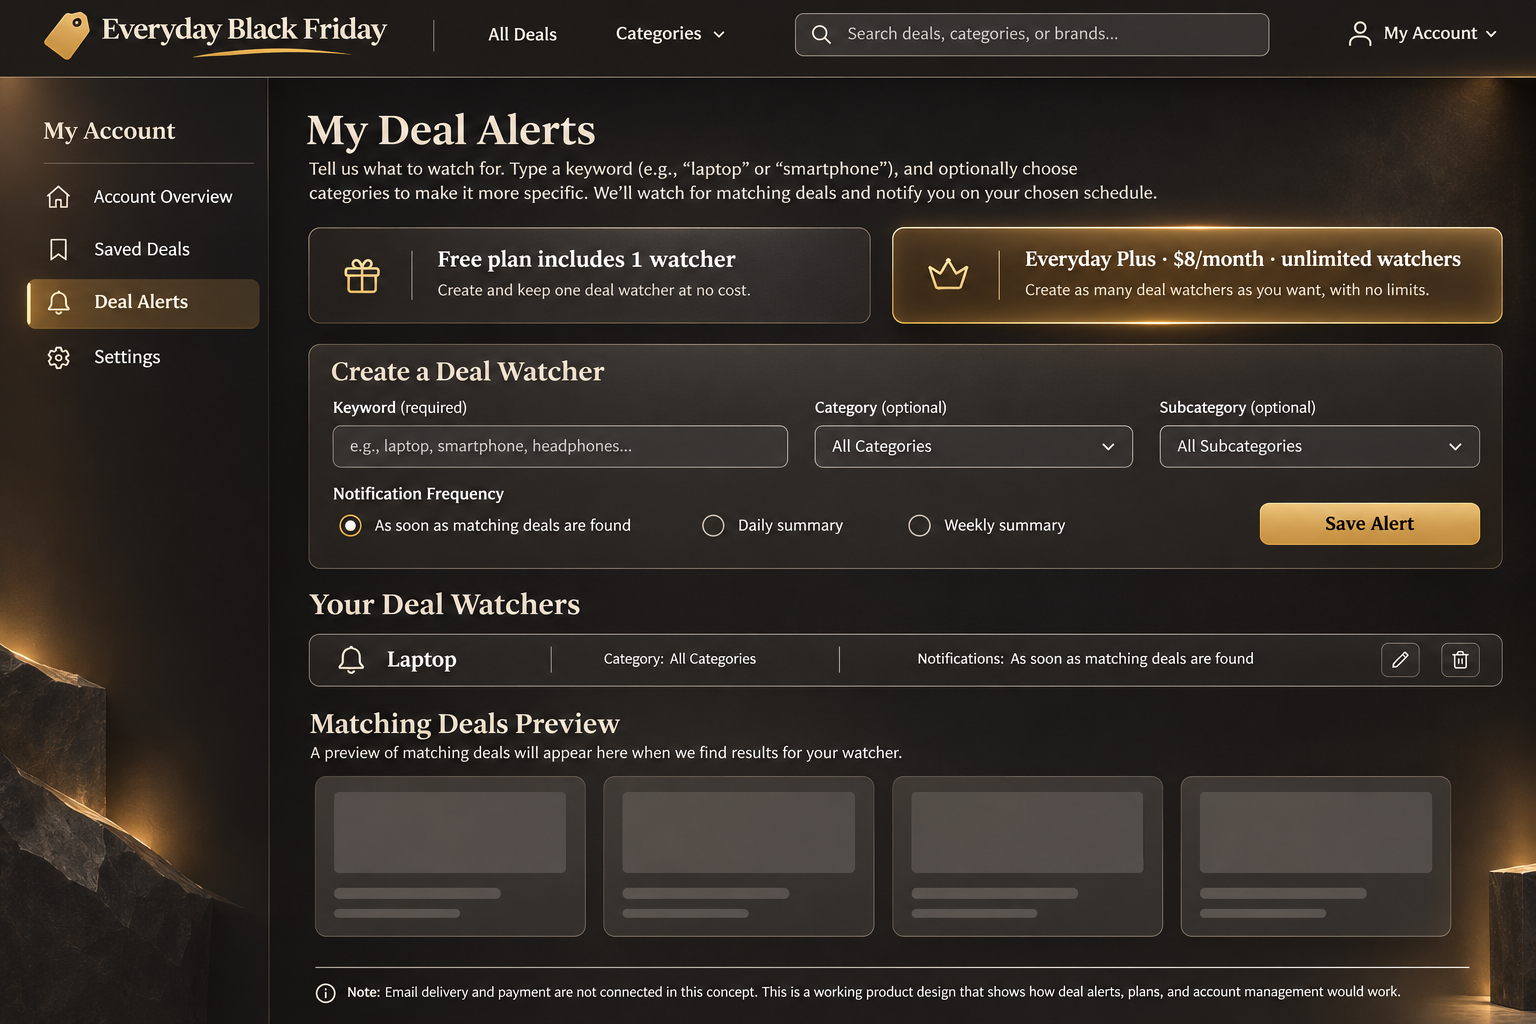 Everyday Black Friday
All Deals
Categories
Search deals, categories, or brands...
My Account
My Account
Account Overview
Saved Deals
Deal Alerts
Settings
My Deal Alerts
Tell us what to watch for. Type a keyword (e.g., “laptop” or “smartphone”), and optionally choose
categories to make it more specific. We’ll watch for matching deals and notify you on your chosen schedule.
Free plan includes 1 watcher
Create and keep one deal watcher at no cost.
Everyday Plus · $8/month · unlimited watchers
Create as many deal watchers as you want, with no limits.
Create a Deal Watcher
Keyword (required)
e.g., laptop, smartphone, headphones...
Category (optional)
All Categories
Subcategory (optional)
All Subcategories
Notification Frequency
As soon as matching deals are found
Daily summary
Weekly summary
Save Alert
Your Deal Watchers
Laptop
Category: All Categories
Notifications: As soon as matching deals are found
Matching Deals Preview
A preview of matching deals will appear here when we find results for your watcher.
Note: Email delivery and payment are not connected in this concept. This is a working product design that shows how deal alerts, plans, and account management would work.